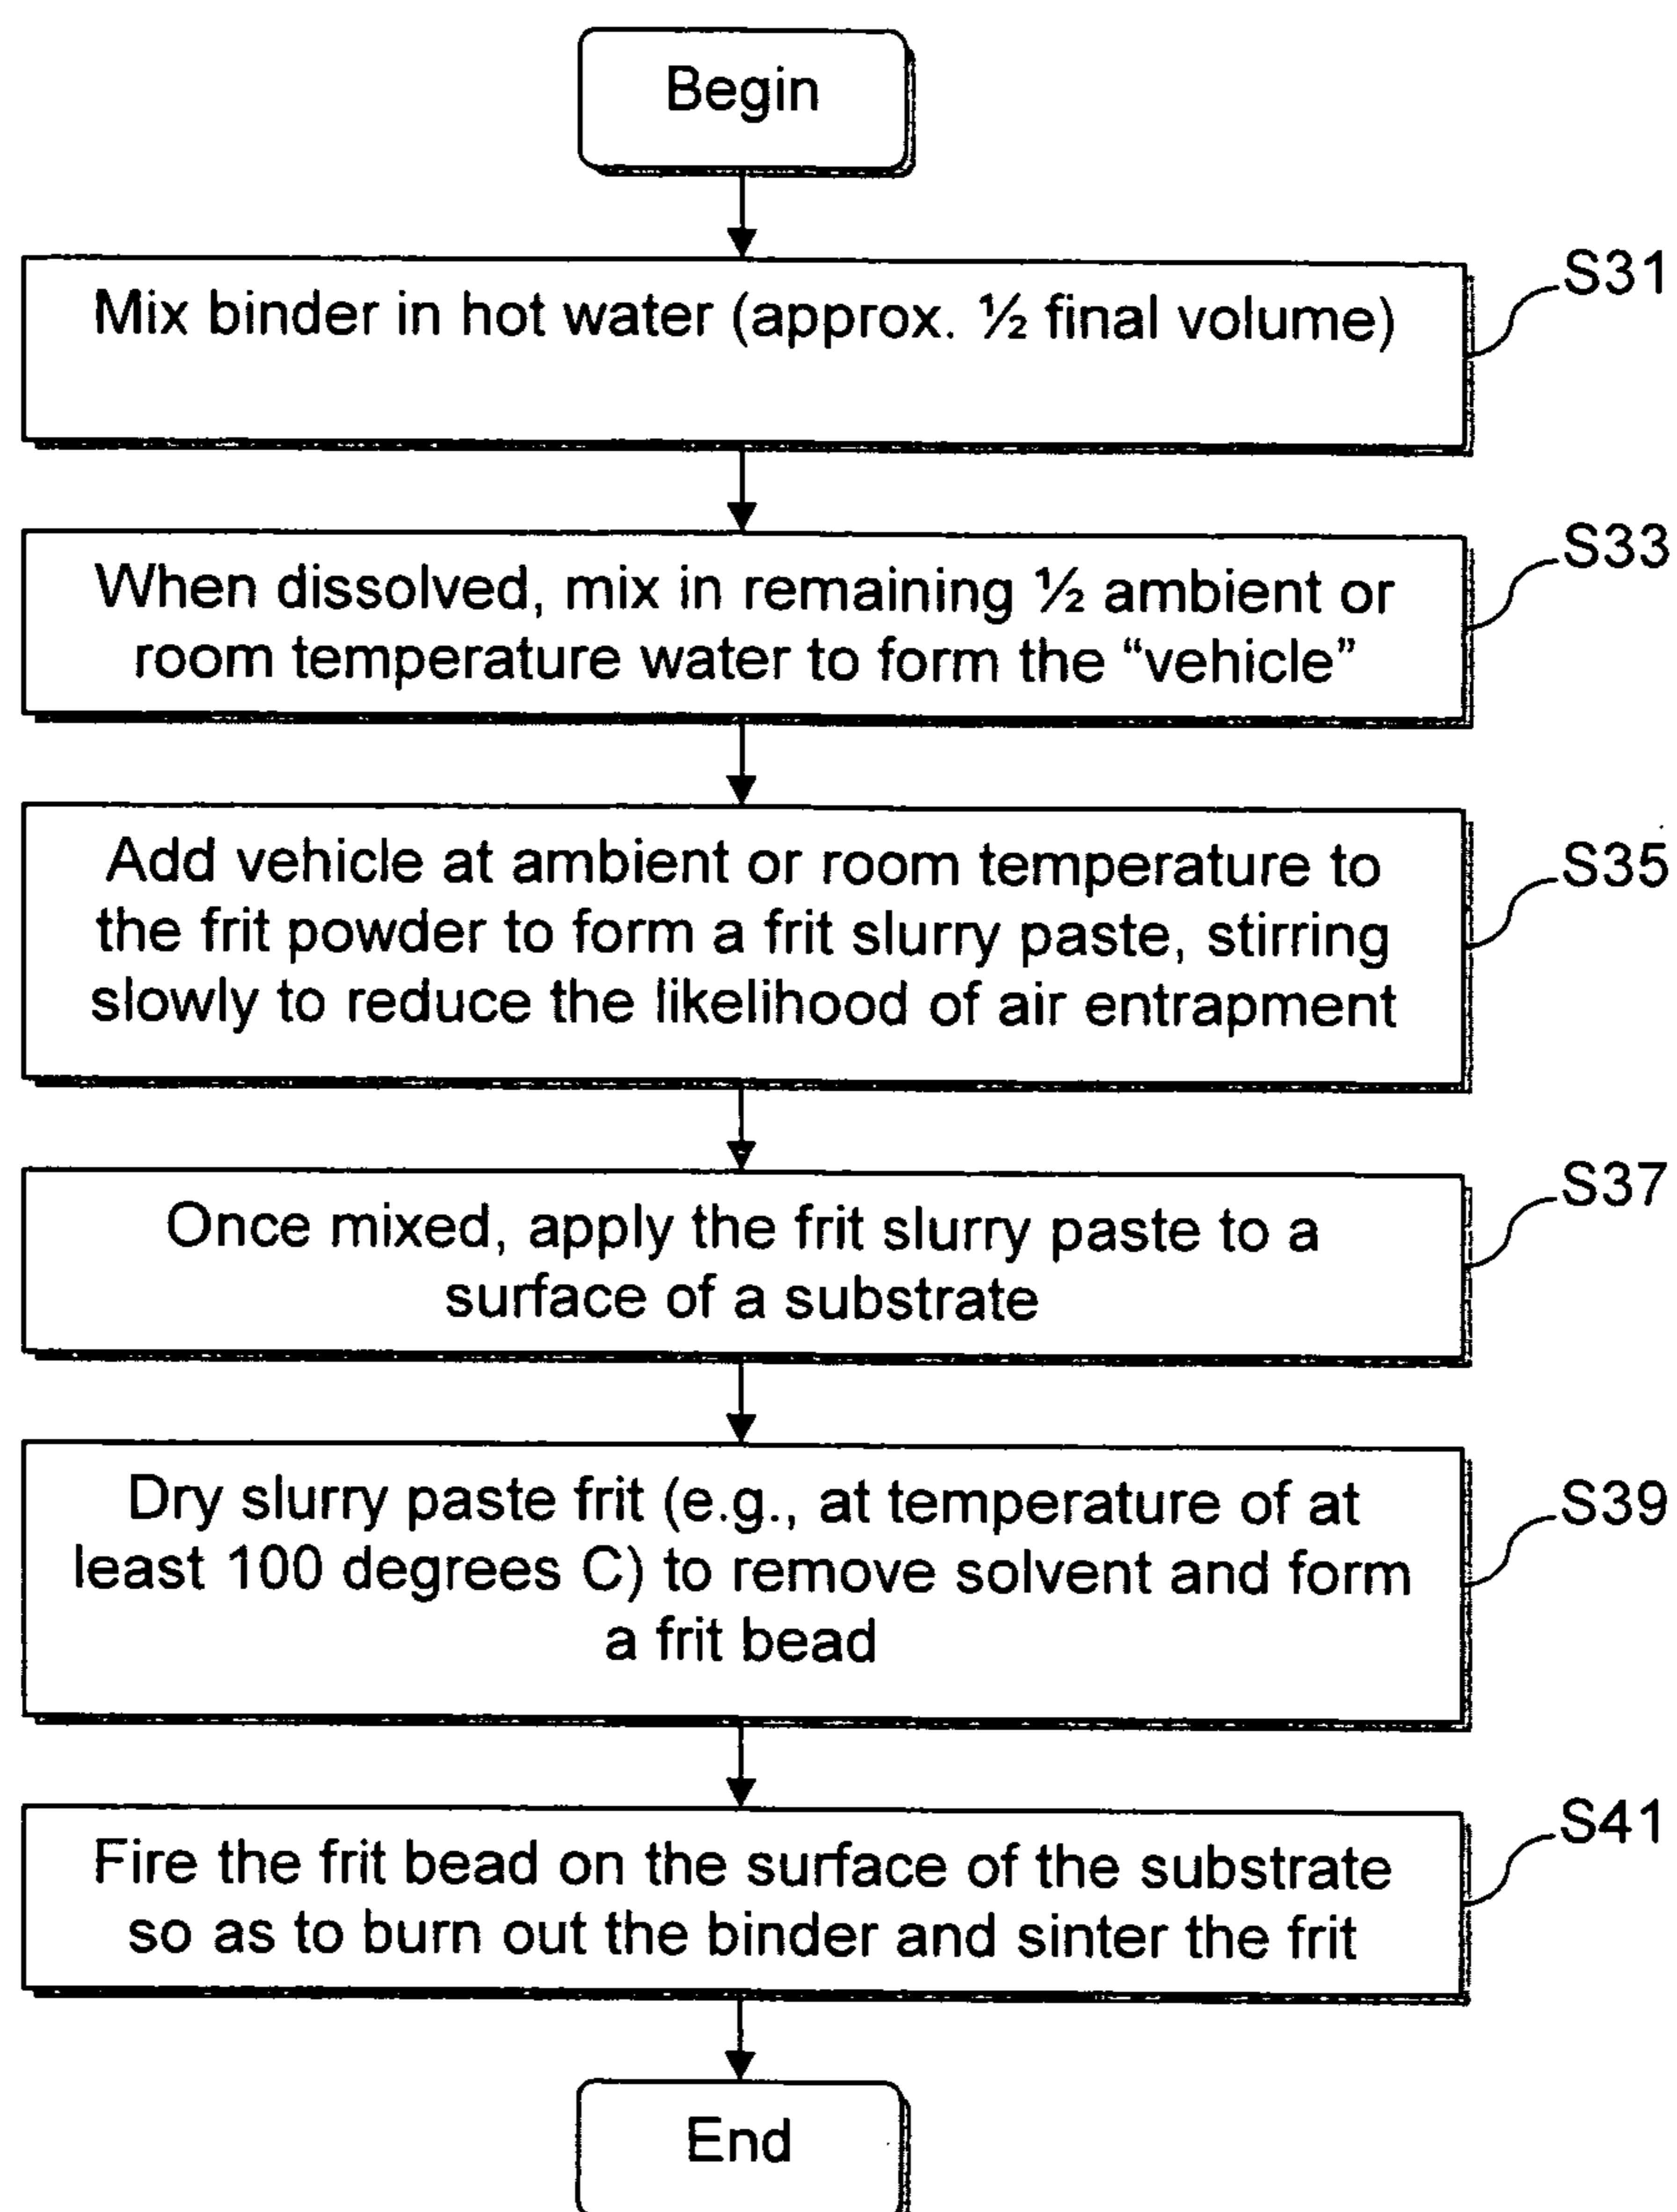 Begin
Mix binder in hot water (approx. ½ final volume)
S31
When dissolved, mix in remaining ½ ambient or
room temperature water to form the “vehicle”
S33
Add vehicle at ambient or room temperature to
the frit powder to form a frit slurry paste, stirring
slowly to reduce the likelihood of air entrapment
S35
Once mixed, apply the frit slurry paste to a
surface of a substrate
S37
Dry slurry paste frit (e.g., at temperature of at
least 100 degrees C) to remove solvent and form
a frit bead
S39
Fire the frit bead on the surface of the substrate
so as to burn out the binder and sinter the frit
S41
End